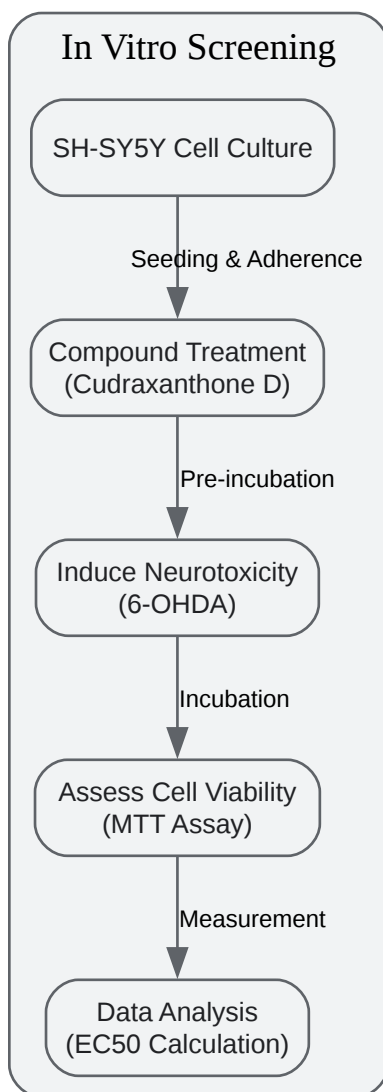 In Vitro Screening
SH-SY5Y Cell Culture
Seeding & Adherence
Compound Treatment
(Cudraxanthone D)
Pre-incubation
Induce Neurotoxicity
(6-OHDA)
Incubation
Assess Cell Viability
(MTT Assay)
Measurement
Data Analysis
(EC50 Calculation)